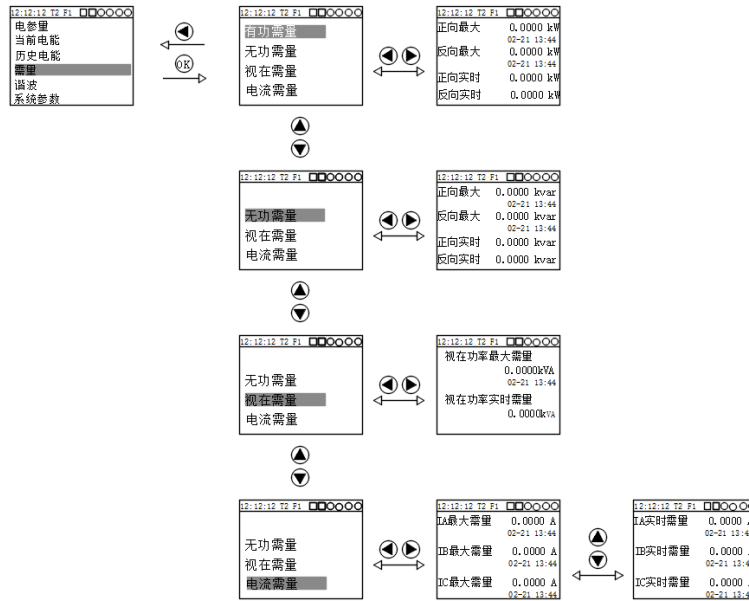 12:12:12 T2 F1
电参量
当前电能
历史电能
需量
谐波
系统参数
OK
12:12:12 T2 F1
有功需量
无功需量
视在需量
电流需量
12:12:12 T2 F1
正向最大 0.0000 kW
02-21 13:44
反向最大 0.0000 kW
02-21 13:44
正向实时 0.0000 kW
反向实时 0.0000 kW
12:12:12 T2 F1
无功需量
视在需量
电流需量
12:12:12 T2 F1
正向最大 0.0000 kvar
02-21 13:44
反向最大 0.0000 kvar
02-21 13:44
正向实时 0.0000 kvar
反向实时 0.0000 kvar
12:12:12 T2 F1
无功需量
视在需量
电流需量
12:12:12 T2 F1
视在功率最大需量
0.0000kVA
02-21 13:44
视在功率实时需量
0.0000kVA
12:12:12 T2 F1
无功需量
视在需量
电流需量
12:12:12 T2 F1
IA最大需量 0.0000 A
02-21 13:44
IB最大需量 0.0000 A
02-21 13:44
IC最大需量 0.0000 A
02-21 13:44
12:12:12 T2 F1
IA实时需量 0.0000 A
02-21 13:44
IB实时需量 0.0000 A
02-21 13:44
IC实时需量 0.0000 A
02-21 13:44